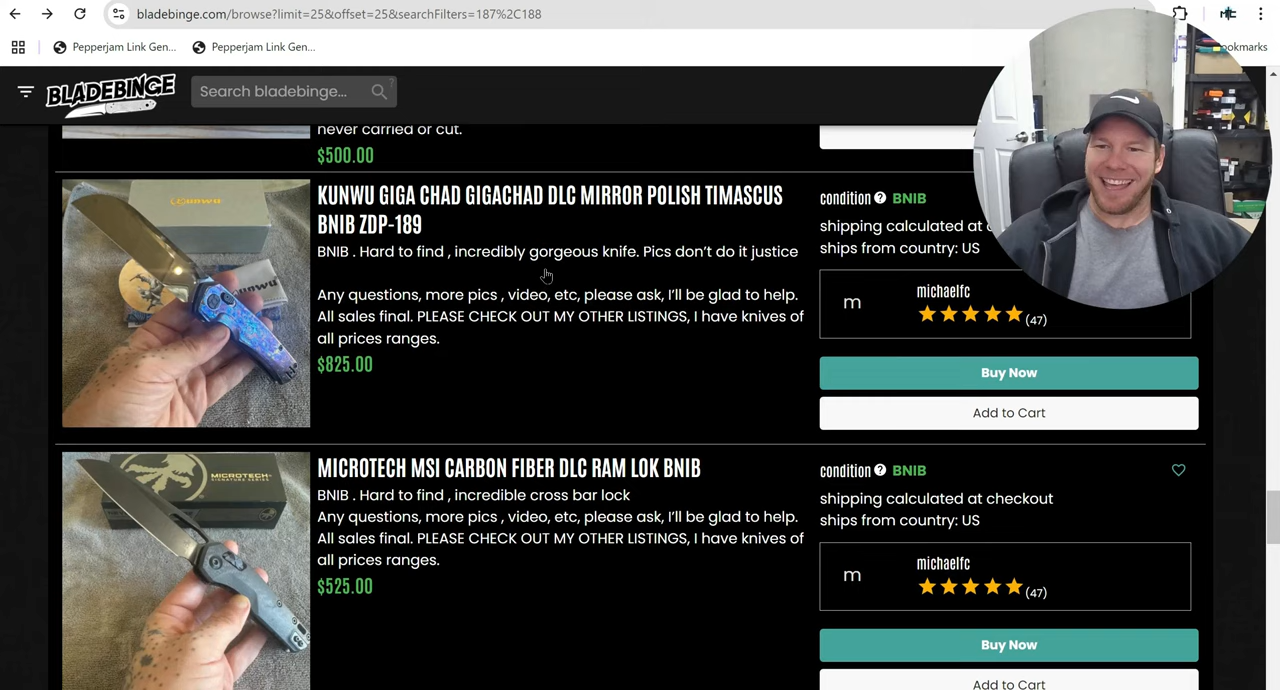 bladebinge.com/browse?limit=25&offset=25&searchFilters=187%2C188
Pepperjam Link Gen...
Pepperjam Link Gen...
BLADEBINGE
Search bladebinge...
never carried or cut.
$500.00
KUNWU GIGA CHAD GIGACHAD DLC MIRROR POLISH TIMASCUS
BNIB ZDP-189
BNIB . Hard to find , incredibly gorgeous knife. Pics don't do it justice
Any questions, more pics , video, etc, please ask, I'll be glad to help.
All sales final. PLEASE CHECK OUT MY OTHER LISTINGS, I have knives of
all prices ranges.
$825.00
condition ? BNIB
shipping calculated at
ships from country: US
m
michaelfc
(47)
Buy Now
Add to Cart
MICROTECH MSI CARBON FIBER DLC RAM LOK BNIB
BNIB . Hard to find , incredible cross bar lock
Any questions, more pics , video, etc, please ask, I'll be glad to help.
All sales final. PLEASE CHECK OUT MY OTHER LISTINGS, I have knives of
all prices ranges.
$525.00
condition ? BNIB
shipping calculated at checkout
ships from country: US
m
michaelfc
(47)
Buy Now
Add to Cart
MICROTECH